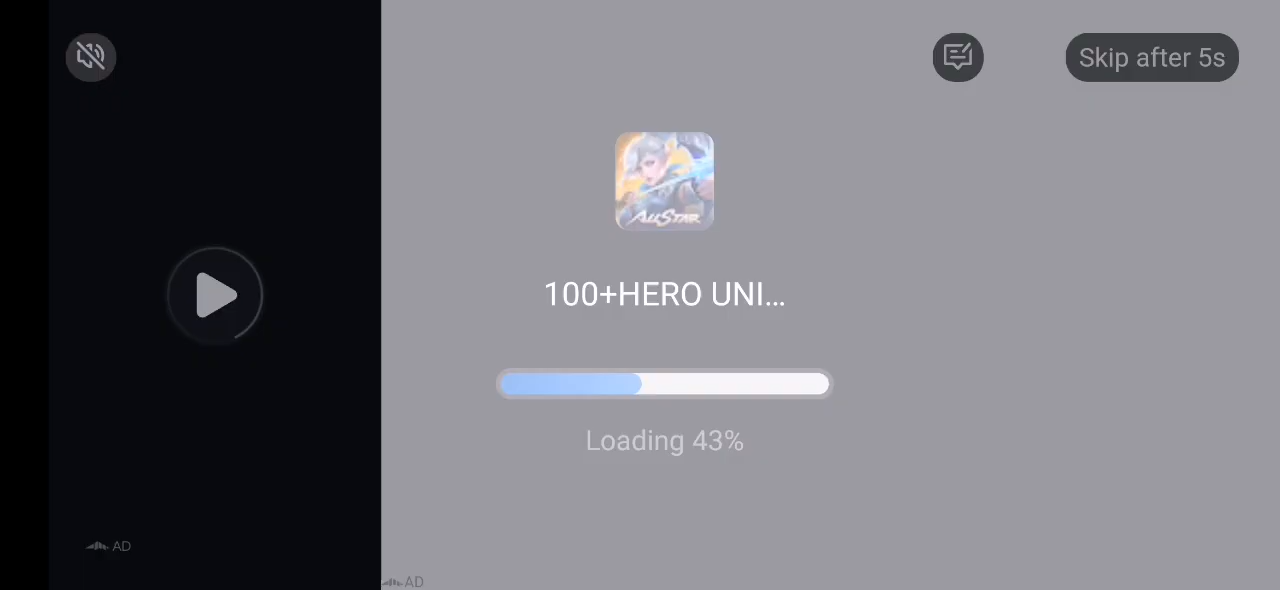 Skip after 5s
ALLSTAR
100+HERO UNI...
Loading 43%
AD
AD